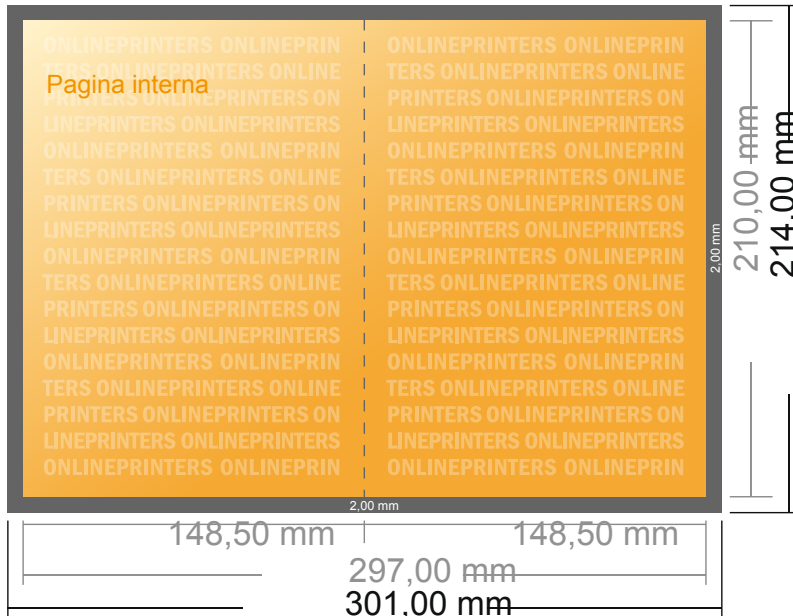 ONLINEPRINTERS ONLINEPRIN
TERS ONLINEPRINTERS ONLINE
Pagina interna
PRINTERS ONLINEPRINTERS ON
LINEPRINTERS ONLINEPRINTERS
ONLINEPRINTERS ONLINEPRIN
TERS ONLINEPRINTERS ONLINE
PRINTERS ONLINEPRINTERS ON
LINEPRINTERS ONLINEPRINTERS
ONLINEPRINTERS ONLINEPRIN
TERS ONLINEPRINTERS ONLINE
PRINTERS ONLINEPRINTERS ON
LINEPRINTERS ONLINEPRINTERS
ONLINEPRINTERS ONLINEPRIN
TERS ONLINEPRINTERS ONLINE
PRINTERS ONLINEPRINTERS ON
LINEPRINTERS ONLINEPRINTERS
ONLINEPRINTERS ONLINEPRIN
ONLINEPRINTERS ONLINEPRIN
TERS ONLINEPRINTERS ONLINE
PRINTERS ONLINEPRINTERS ON
LINEPRINTERS ONLINEPRINTERS
ONLINEPRINTERS ONLINEPRIN
TERS ONLINEPRINTERS ONLINE
PRINTERS ONLINEPRINTERS ON
LINEPRINTERS ONLINEPRINTERS
ONLINEPRINTERS ONLINEPRIN
TERS ONLINEPRINTERS ONLINE
PRINTERS ONLINEPRINTERS ON
LINEPRINTERS ONLINEPRINTERS
ONLINEPRINTERS ONLINEPRIN
TERS ONLINEPRINTERS ONLINE
PRINTERS ONLINEPRINTERS ON
LINEPRINTERS ONLINEPRINTERS
ONLINEPRINTERS ONLINEPRIN
2,00 mm
210,00 mm
214,00 mm
2,00 mm
148,50 mm
148,50 mm
297,00 mm
301,00 mm